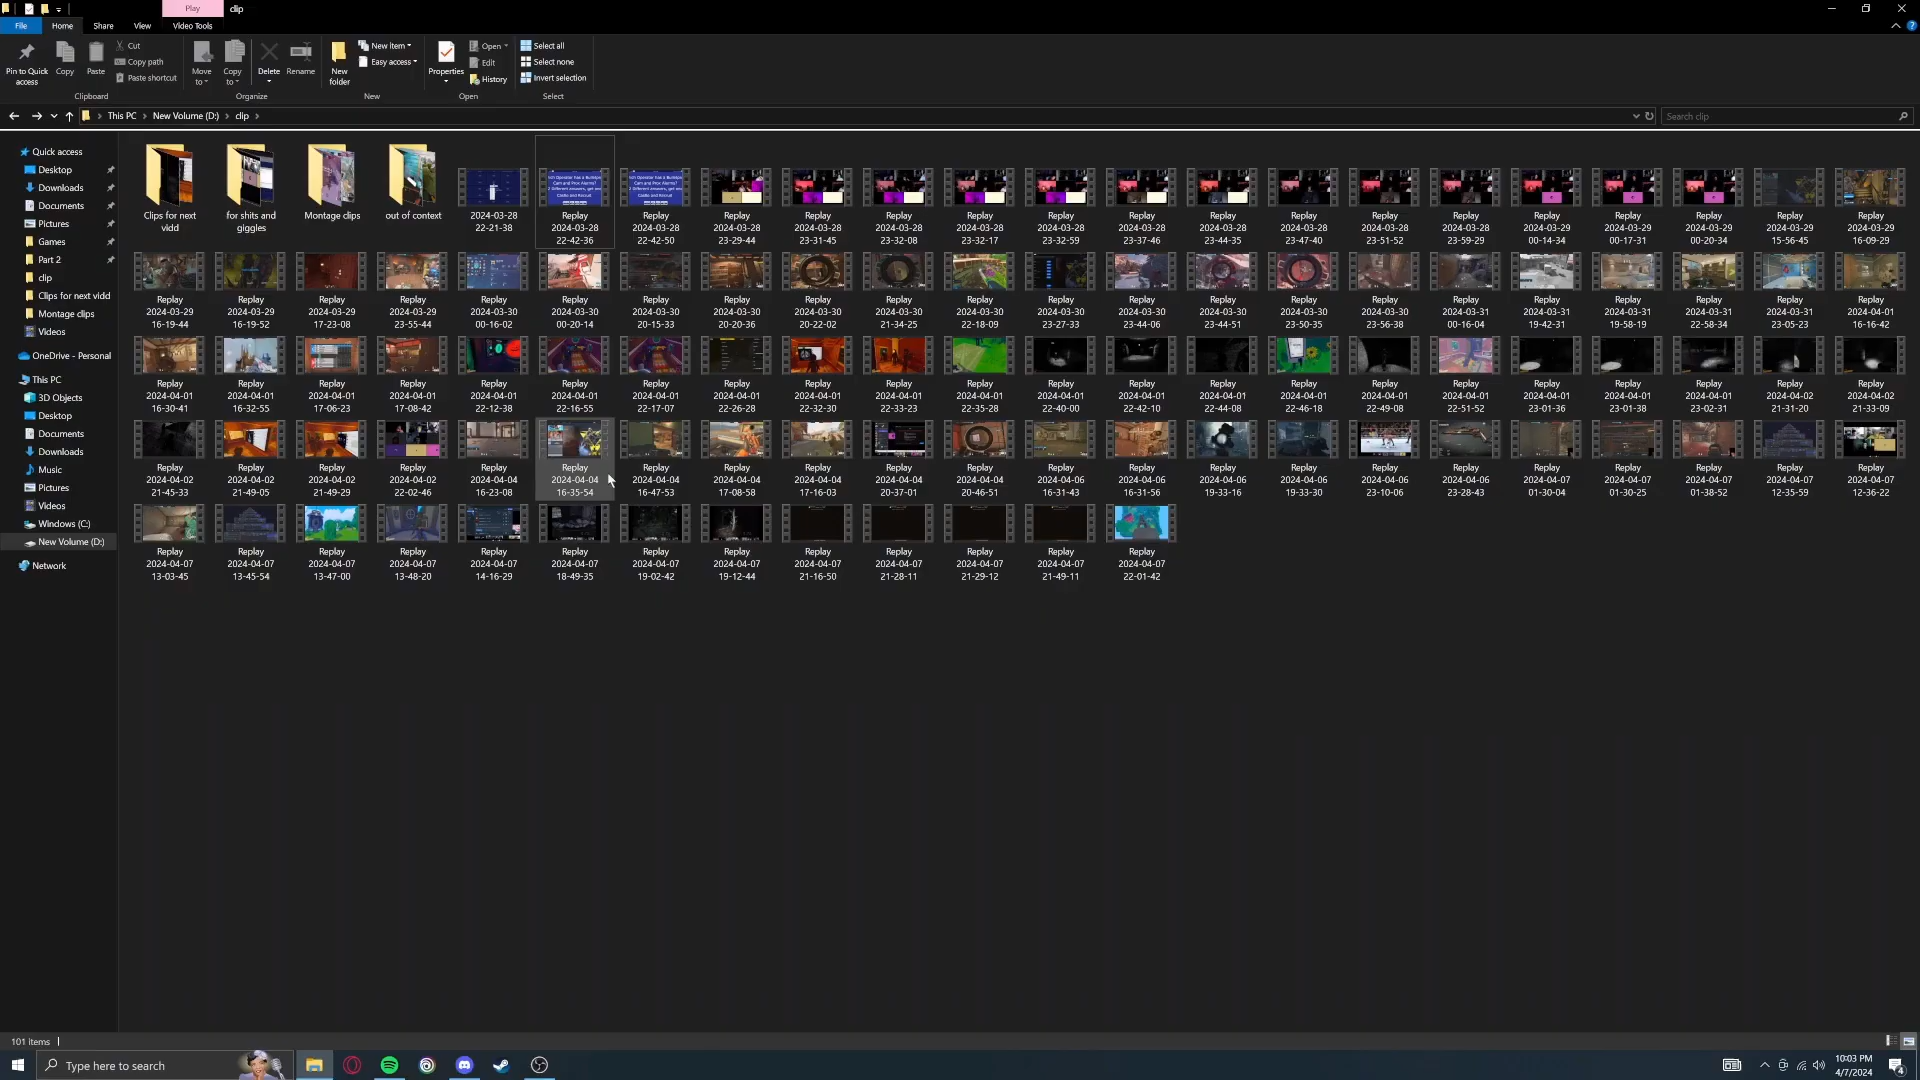 Play clip
File Home Share View Video Tools
Pin to Quick access
Copy
Paste
Cut
Copy path
Paste shortcut
Clipboard
Move to
Copy to
Delete
Rename
Organize
New folder
New item
Easy access
New
Properties
Open
Edit
History
Open
Select all
Select none
Invert selection
Select
This PC > New Volume (D:) > clip >
Search clip
Quick access
Desktop
Downloads
Documents
Pictures
Games
Part 2
clip
Clips for next vidd
Montage clips
Videos
OneDrive - Personal
This PC
3D Objects
Desktop
Documents
Downloads
Music
Pictures
Videos
Windows (C:)
New Volume (D:)
Network
Clips for next vidd
for shits and giggles
Montage clips
out of context
2024-03-28 22-21-38
Replay 2024-03-28 22-42-36
Replay 2024-03-28 22-42-50
Replay 2024-03-28 23-29-44
Replay 2024-03-28 23-31-45
Replay 2024-03-28 23-32-08
Replay 2024-03-28 23-32-17
Replay 2024-03-28 23-32-59
Replay 2024-03-28 23-37-46
Replay 2024-03-28 23-44-35
Replay 2024-03-28 23-47-40
Replay 2024-03-28 23-51-52
Replay 2024-03-28 23-59-29
Replay 2024-03-29 00-14-34
Replay 2024-03-29 00-17-31
Replay 2024-03-29 00-20-34
Replay 2024-03-29 15-56-45
Replay 2024-03-29 16-09-29
Replay 2024-03-29 16-19-44
Replay 2024-03-29 16-19-52
Replay 2024-03-29 17-23-08
Replay 2024-03-29 23-55-44
Replay 2024-03-30 00-16-02
Replay 2024-03-30 00-20-14
Replay 2024-03-30 20-15-33
Replay 2024-03-30 20-20-36
Replay 2024-03-30 20-22-02
Replay 2024-03-30 21-34-25
Replay 2024-03-30 22-18-09
Replay 2024-03-30 23-27-33
Replay 2024-03-30 23-44-06
Replay 2024-03-30 23-44-51
Replay 2024-03-30 23-50-35
Replay 2024-03-30 23-56-38
Replay 2024-03-31 00-16-04
Replay 2024-03-31 19-42-31
Replay 2024-03-31 19-58-19
Replay 2024-03-31 22-58-34
Replay 2024-03-31 23-05-23
Replay 2024-04-01 16-16-42
Replay 2024-04-01 16-30-41
Replay 2024-04-01 16-32-55
Replay 2024-04-01 17-06-23
Replay 2024-04-01 17-08-42
Replay 2024-04-01 22-12-38
Replay 2024-04-01 22-16-55
Replay 2024-04-01 22-17-07
Replay 2024-04-01 22-26-28
Replay 2024-04-01 22-32-30
Replay 2024-04-01 22-33-23
Replay 2024-04-01 22-35-28
Replay 2024-04-01 22-40-00
Replay 2024-04-01 22-42-10
Replay 2024-04-01 22-44-08
Replay 2024-04-01 22-46-18
Replay 2024-04-01 22-49-08
Replay 2024-04-01 22-51-52
Replay 2024-04-01 23-01-36
Replay 2024-04-01 23-01-38
Replay 2024-04-01 23-02-31
Replay 2024-04-02 21-31-20
Replay 2024-04-02 21-33-09
Replay 2024-04-02 21-45-33
Replay 2024-04-02 21-49-05
Replay 2024-04-02 21-49-29
Replay 2024-04-02 22-02-46
Replay 2024-04-04 16-23-08
Replay 2024-04-04 16-35-54
Replay 2024-04-04 16-47-53
Replay 2024-04-04 17-08-58
Replay 2024-04-04 17-16-03
Replay 2024-04-04 20-37-01
Replay 2024-04-04 20-46-51
Replay 2024-04-06 16-31-43
Replay 2024-04-06 16-31-56
Replay 2024-04-06 19-33-16
Replay 2024-04-06 19-33-30
Replay 2024-04-06 23-10-06
Replay 2024-04-06 23-28-43
Replay 2024-04-07 01-30-04
Replay 2024-04-07 01-30-25
Replay 2024-04-07 01-38-52
Replay 2024-04-07 12-35-59
Replay 2024-04-07 12-36-22
Replay 2024-04-07 13-03-45
Replay 2024-04-07 13-45-54
Replay 2024-04-07 13-47-00
Replay 2024-04-07 13-48-20
Replay 2024-04-07 14-16-29
Replay 2024-04-07 18-49-35
Replay 2024-04-07 19-02-42
Replay 2024-04-07 19-12-44
Replay 2024-04-07 21-16-50
Replay 2024-04-07 21-28-11
Replay 2024-04-07 21-29-12
Replay 2024-04-07 21-49-11
Replay 2024-04-07 22-01-42
101 items
Type here to search
10:03 PM
4/7/2024
4